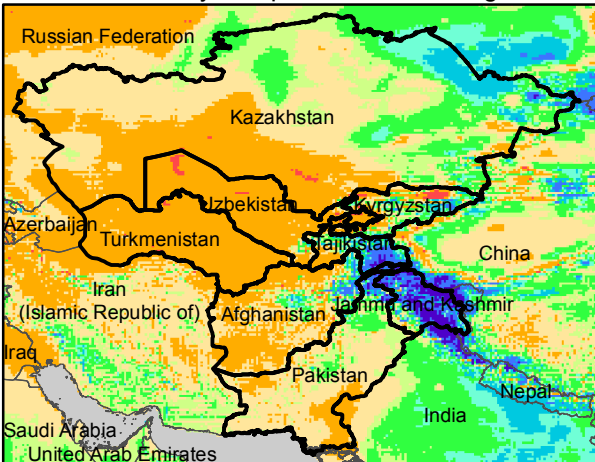 Russian Federation
Kazakhstan
Uzbekistan
Kyrgyzstan
Azerbaijan
Turkmenistan
Tajikistan
China
Iran
(Islamic Republic of)
Afghanistan
Jammu and Kashmir
Iraq
Pakistan
Nepal
India
Saudi Arabia
United Arab Emirates